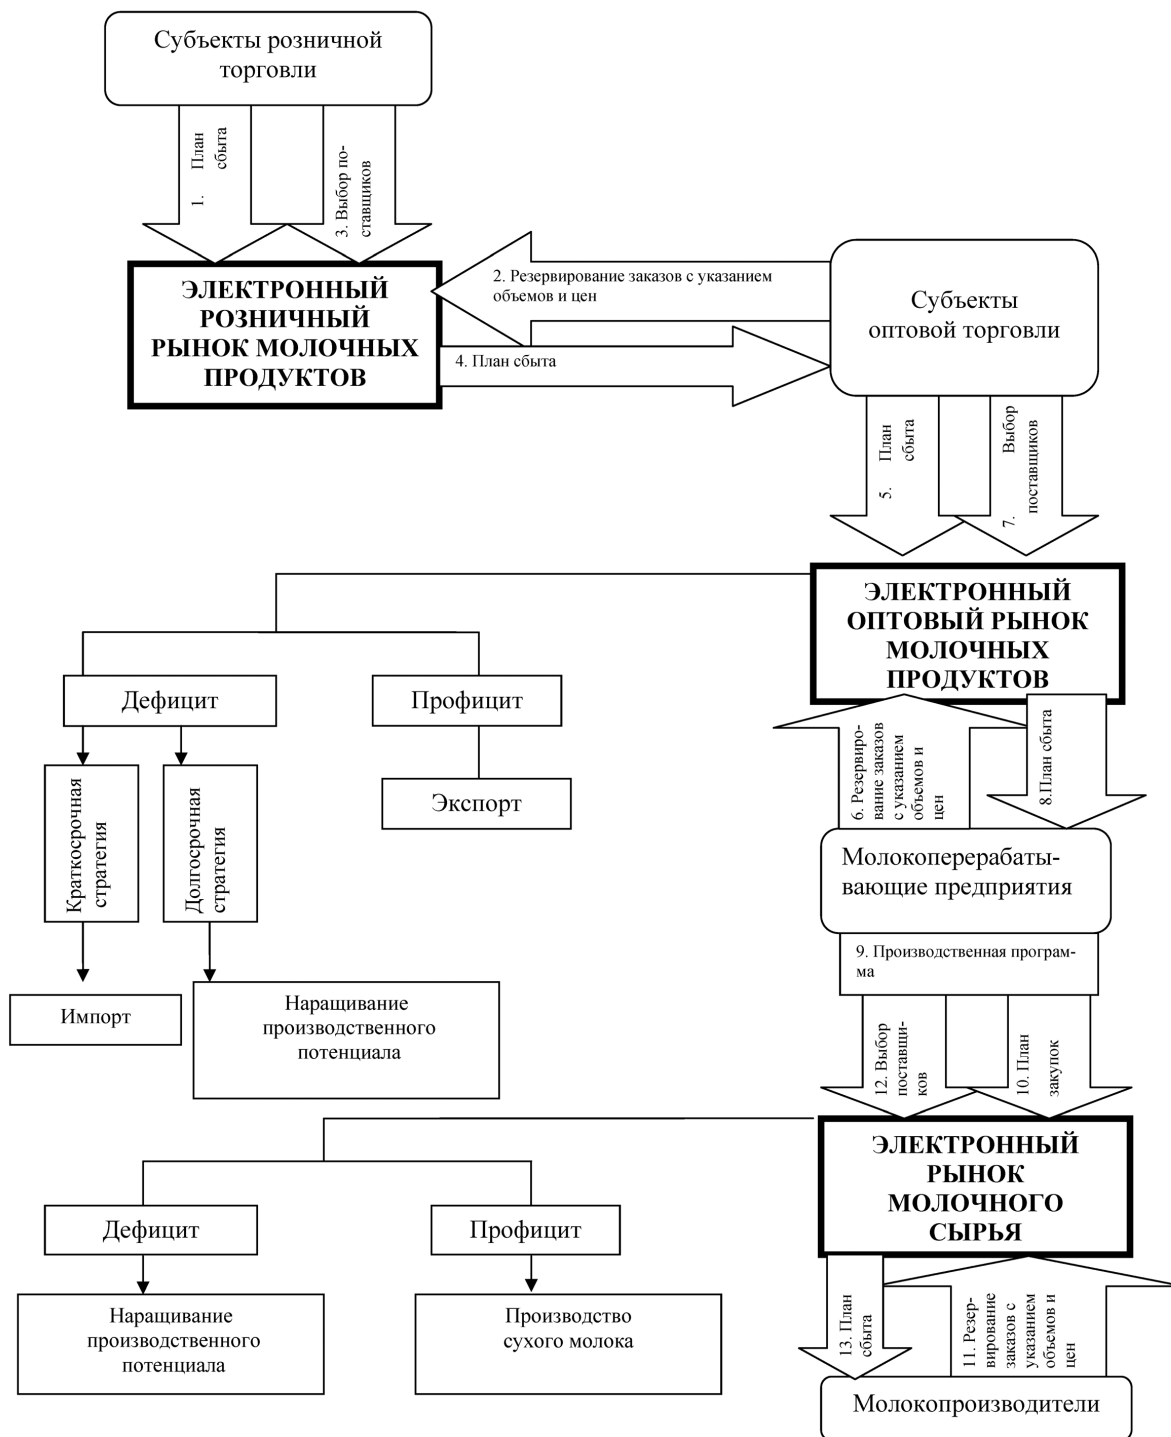 Субъекты розничной
торговли
1. План
сбыта
3. Выбор по-
ставщиков
ЭЛЕКТРОННЫЙ
РОЗНИЧНЫЙ
РЫНОК МОЛОЧНЫХ
ПРОДУКТОВ
2. Резервирование заказов с указанием
объемов и цен
4. План сбыта
Субъекты
оптовой торговли
5. План
сбыта
7. Выбор
поставщиков
ЭЛЕКТРОННЫЙ
ОПТОВЫЙ РЫНОК
МОЛОЧНЫХ
ПРОДУКТОВ
Дефицит
Профицит
Краткосрочная
стратегия
Долгосрочная
стратегия
Экспорт
6. Резервиро-
вание заказов
с указанием
объемов и
цен
8.План сбыта
Молокоперерабаты-
вающие предприятия
9. Производственная програм-
ма
Импорт
Наращивание
производственного
потенциала
12. Выбор
поставщи-
ков
10. План
закупок
ЭЛЕКТРОННЫЙ
РЫНОК
МОЛОЧНОГО
СЫРЬЯ
Дефицит
Профицит
Наращивание
производственного
потенциала
Производство
сухого молока
13. План
сбыта
11. Резер-
вирование
заказов с
указанием
объемов и
цен
Молокопроизводители